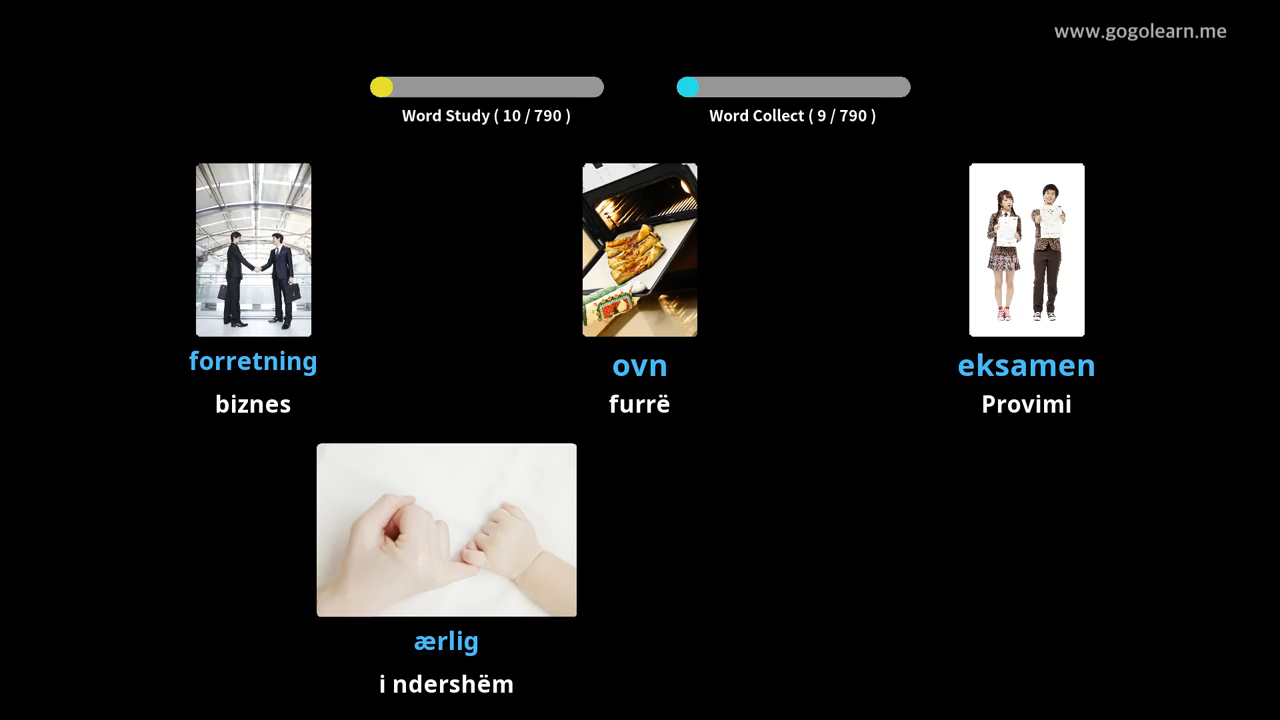 www.gogolearn.me
Word Study ( 10 / 790 )
Word Collect ( 9 / 790 )
forretning
biznes
ovn
furrë
eksamen
Provimi
ærlig
i ndershëm